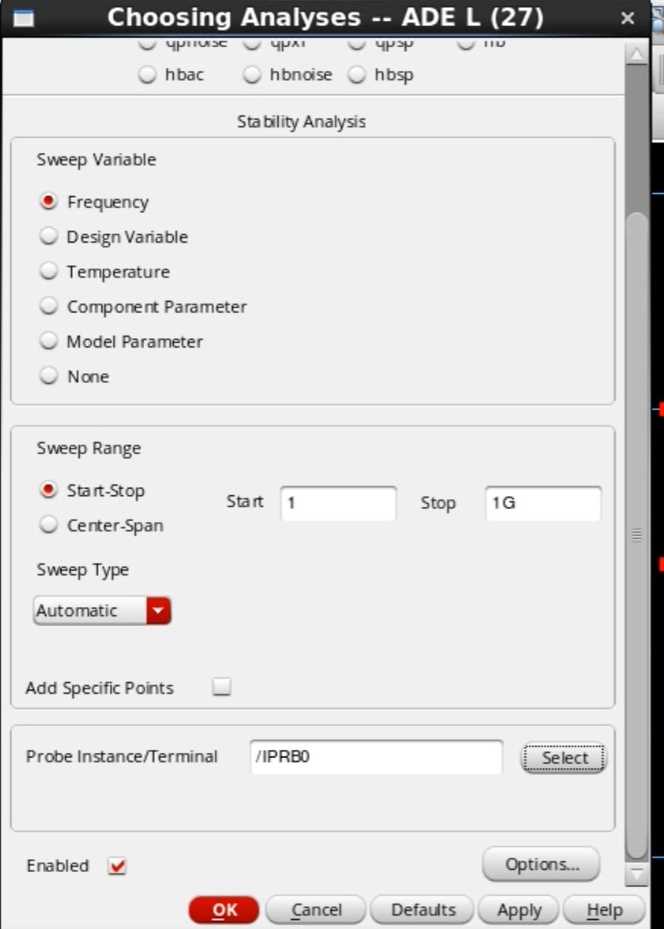 Choosing Analyses -- ADE L (27)
qpnoise qpxf qpsp hb
hbac hbnoise hbsp
Stability Analysis
Sweep Variable
Frequency
Design Variable
Temperature
Component Parameter
Model Parameter
None
Sweep Range
Start-Stop
Start 1 Stop 1G
Center-Span
Sweep Type
Automatic
Add Specific Points
Probe Instance/Terminal /IPRB0 Select
Enabled
Options...
OK Cancel Defaults Apply Help